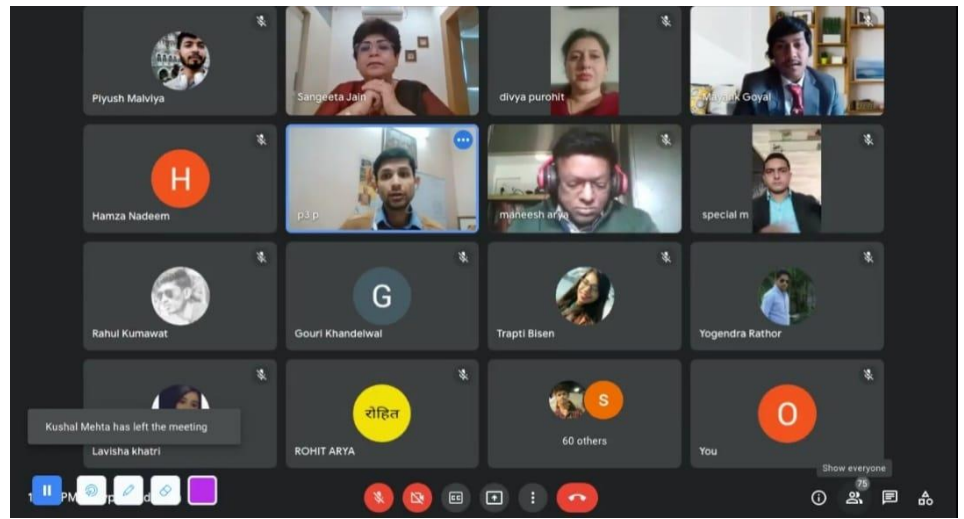 Piyush Malviya
Sangeeta Jain
divya purohit
Mayank Goyal
H
Hamza Nadeem
p3 p
maneesh arya
special m
G
Rahul Kumawat
Gouri Khandelwal
Trapti Bisen
Yogendra Rathor
रोहित
S
60 others
O
Kushal Mehta has left the meeting
Lavisha khatri
ROHIT ARYA
You
Show everyone
75
PM
CC